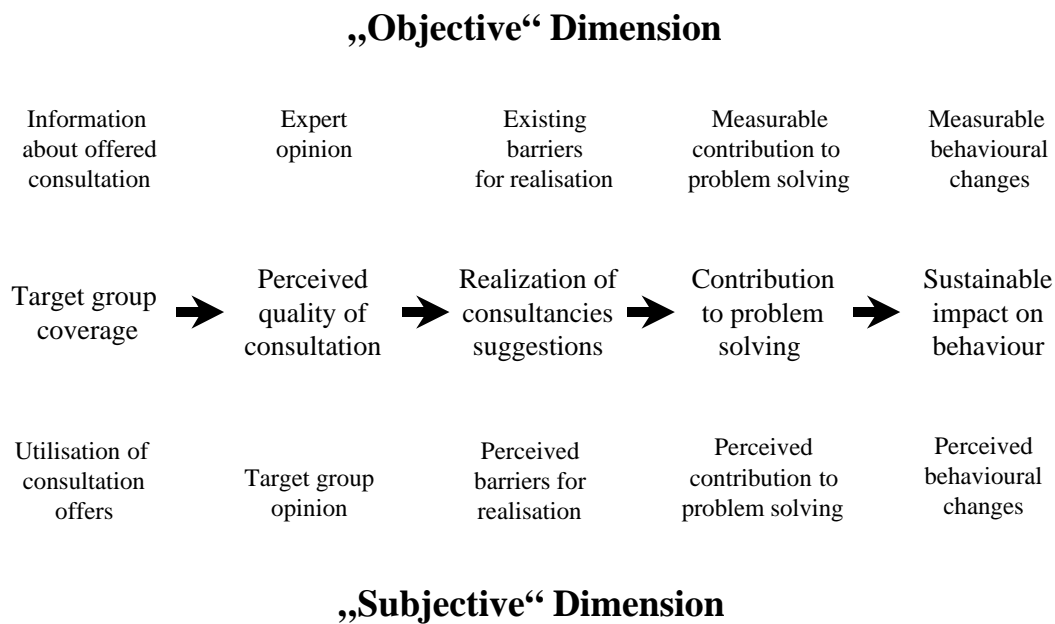 „Objective“ Dimension
Information
about offered
consultation
Expert
opinion
Existing
barriers
for realisation
Measurable
contribution to
problem solving
Measurable
behavioural
changes
Target group
coverage
Perceived
quality of
consultation
Realization of
consultancies
suggestions
Contribution
to problem
solving
Sustainable
impact on
behaviour
Utilisation of
consultation
offers
Target group
opinion
Perceived
barriers for
realisation
Perceived
contribution to
problem solving
Perceived
behavioural
changes
„Subjective“ Dimension